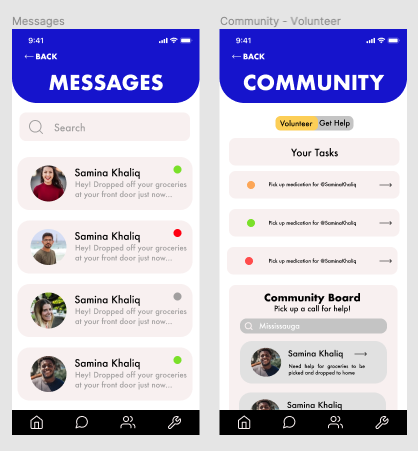 Messages
9:41
← BACK
MESSAGES
Search
Samina Khaliq
Hey! Dropped off your groceries
at your front door just now...
Samina Khaliq
Hey! Dropped off your groceries
at your front door just now...
Samina Khaliq
Hey! Dropped off your groceries
at your front door just now...
Samina Khaliq
Hey! Dropped off your groceries
at your front door just now...
Community - Volunteer
9:41
← BACK
COMMUNITY
Volunteer Get Help
Your Tasks
Pick up medication for @SaminaKhaliq
Pick up medication for @SaminaKhaliq
Pick up medication for @SaminaKhaliq
Community Board
Pick up a call for help!
Mississauga
Samina Khaliq
Need help for groceries to be
picked and dropped to home
Samina Khaliq